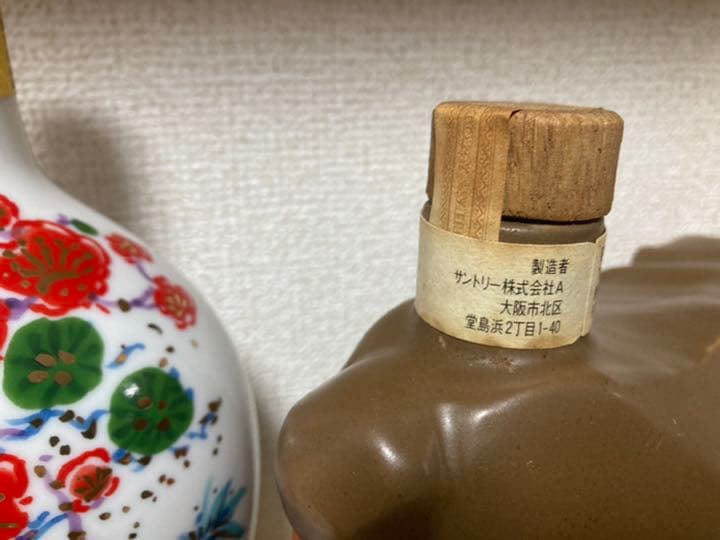 製造者
サントリー株式会社A
大阪市北区
堂島浜2丁目1-40